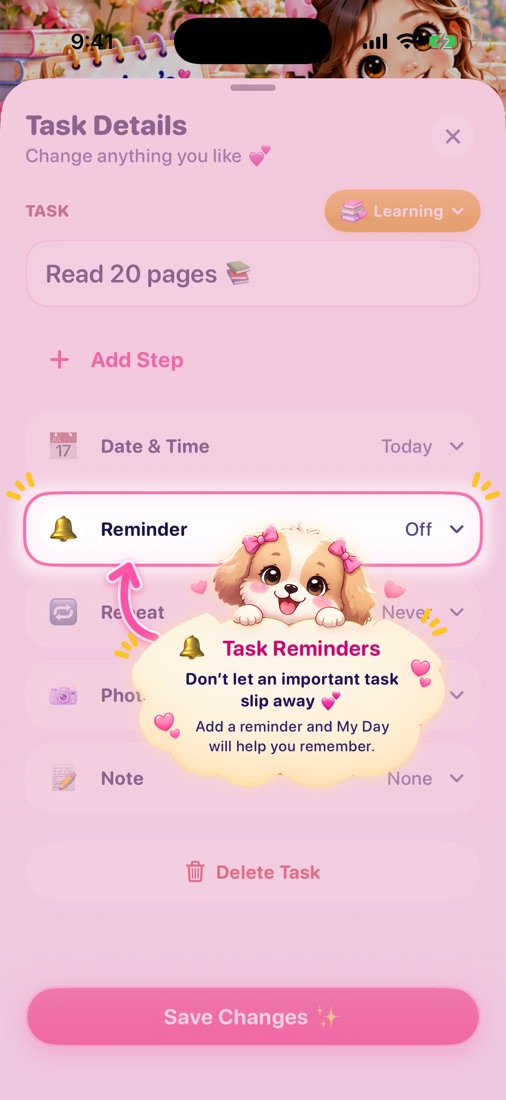 9:41
Task Details
Change anything you like 💕
TASK
Learning
Read 20 pages 📚
+ Add Step
17
Date & Time
Today
Reminder
Off
Repeat
Never
🔔 Task Reminders
Don't let an important task
slip away 💕
Add a reminder and My Day
will help you remember.
Note
None
Delete Task
Save Changes ✨